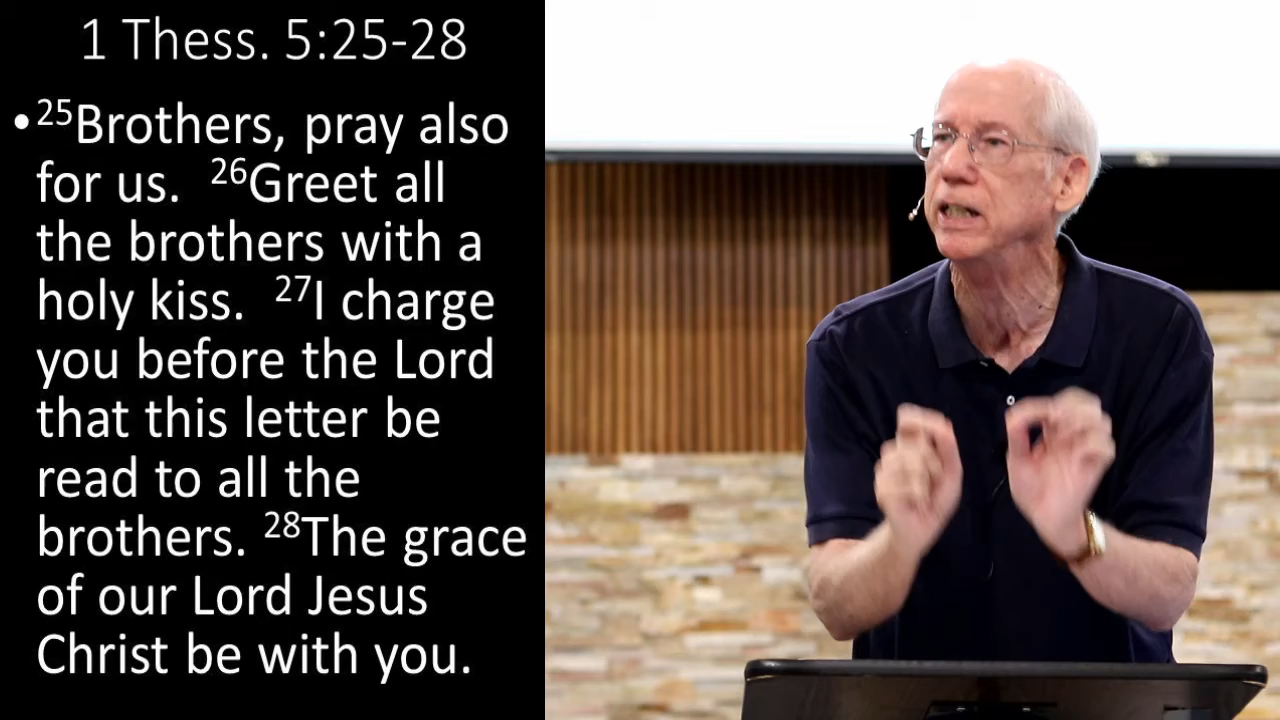 1 Thess. 5:25-28
•²⁵Brothers, pray also
for us.  ²⁶Greet all
the brothers with a
holy kiss.  ²⁷I charge
you before the Lord
that this letter be
read to all the
brothers. ²⁸The grace
of our Lord Jesus
Christ be with you.